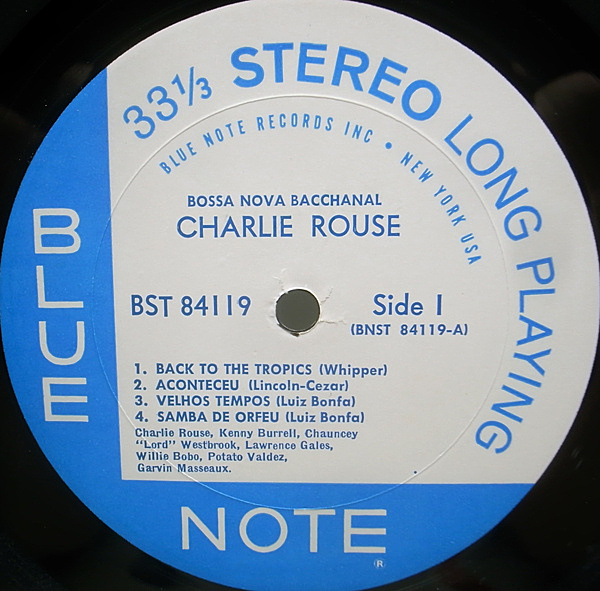 33⅓ STEREO LONG PLAYING
BLUE NOTE RECORDS INC • NEW YORK USA
BOSSA NOVA BACCHANAL
CHARLIE ROUSE
BST 84119
Side 1
(BNST 84119-A)
1. BACK TO THE TROPICS (Whipper)
2. ACONTECEU (Lincoln-Cezar)
3. VELHOS TEMPOS (Luiz Bonfa)
4. SAMBA DE ORFEU (Luiz Bonfa)
Charlie Rouse, Kenny Burrell, Chauncey
"Lord" Westbrook, Lawrence Gales,
Willie Bobo, Potato Valdez,
Garvin Masseaux.
BLUE
NOTE
®